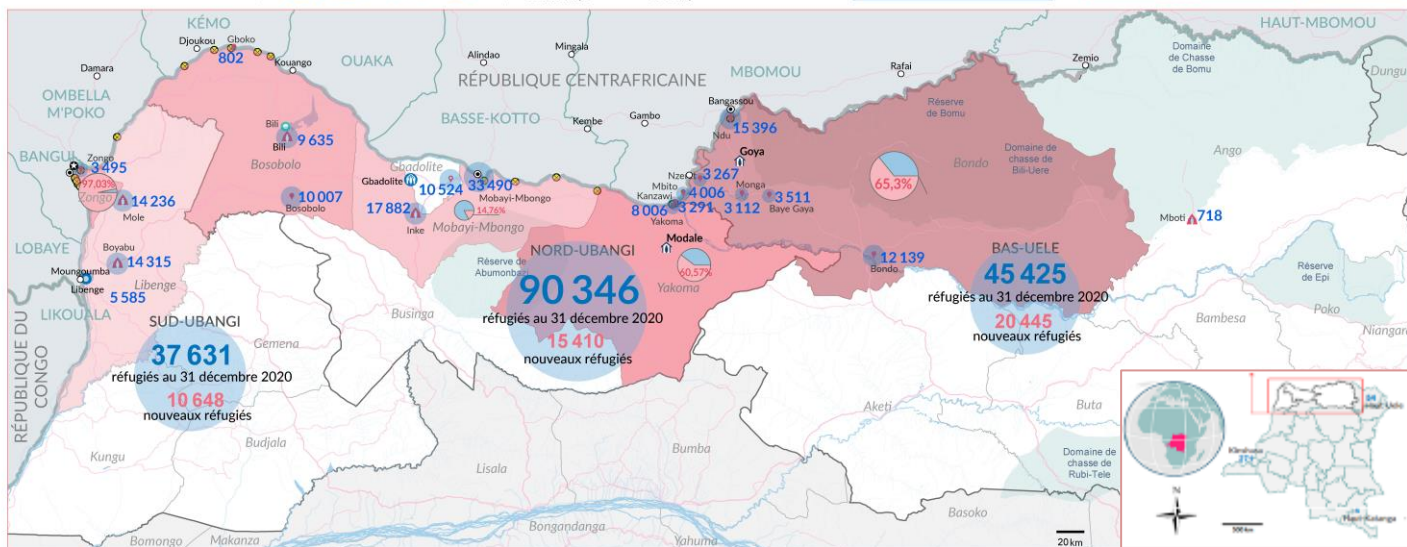 KÉMO
Djoukou
Gboko
802
Kouango
OUAKA
Alindao
Mingala
RÉPUBLIQUE CENTRAFRICAINE
MBOMOU
Rafai
Zemio
HAUT-MBOMOU
Domaine
de Chasse
de Bomu
Dungu
Damara
OMBELLA
M'POKO
BASSE-KOTTO
Kembe
Gambo
Bangassou
15 396
Ndu
Réserve
de Bomu
BANGUI
Zongo
3 495
97,03%
Zongo
Bili
Bili
9 635
Bosobolo
Gbadolite
Gbadolite
10 524
33 490
Mobayi-Mbongo
14,76%
Mobayi-Mbongo
17 882
Inke
10 007
Bosobolo
14 236
Mole
Goya
3 267
Mbito
Kanzawi
4 006
8 006
3 291
Yakoma
Monga
3 112
3 511
Baye Gaya
65,3%
Bondo
Domaine de
chasse de
Bili-Uere
Ango
Mboti
718
LOBAYE
Boyabu
14 315
Libenge
Moungoumba
Libenge
5 585
LIKOUALA
RÉPUBLIQUE DU
CONGO
SUD-UBANGI
37 631
réfugiés au 31 décembre 2020
10 648
nouveaux réfugiés
Gemena
Businga
Réserve de
Abumonbazi
NORD-UBANGI
90 346
réfugiés au 31 décembre 2020
15 410
nouveaux réfugiés
Modale
60,57%
Yakoma
12 139
Bondo
BAS-UELE
45 425
réfugiés au 31 décembre 2020
20 445
nouveaux réfugiés
Réserve
de Epi
Poko
Bambesa
Niangara
Kungu
Budjala
Lisala
Bumba
Aketi
Buta
Domaine de
chasse de
Rubi-Tele
Bomongo
Makanza
Bongandanga
Yahuma
Basoko
20 km
Haut Uele
Kinshasa
Haut-Katanga
N